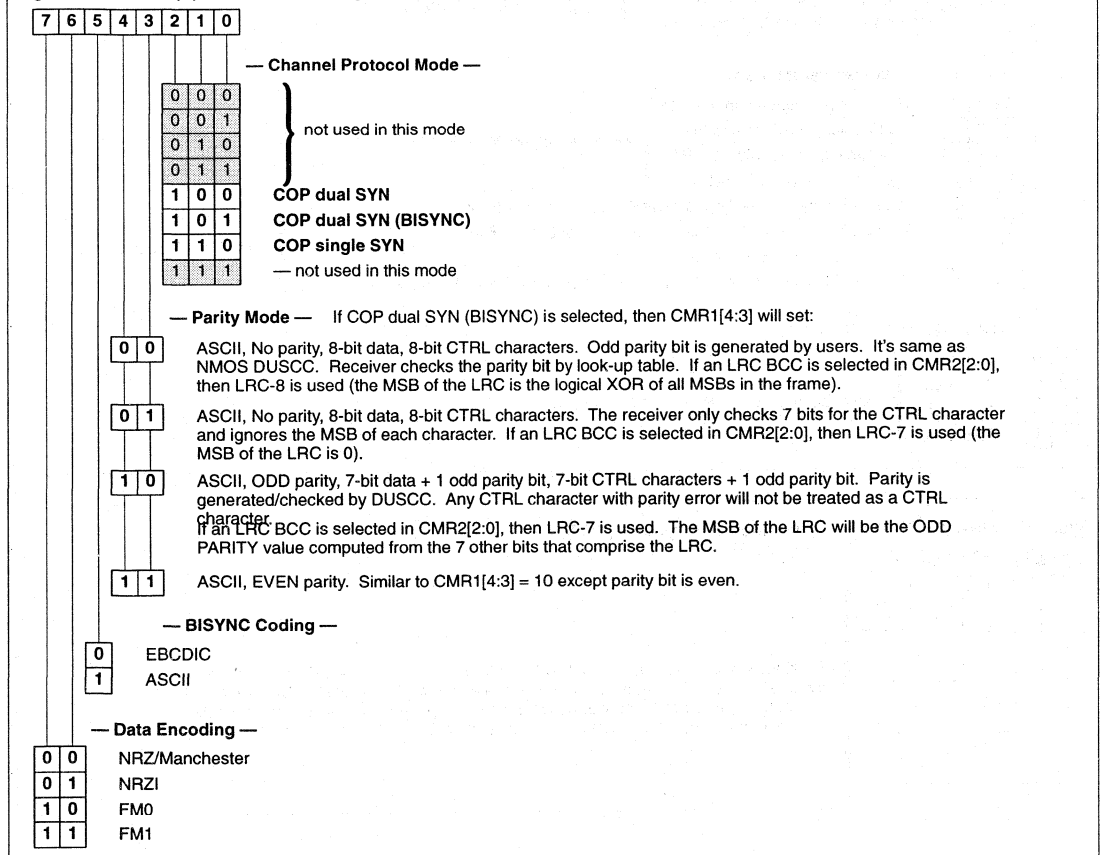 7 6 5 4 3 2 1 0
— Channel Protocol Mode —
0 0 0
0 0 1
not used in this mode
0 1 0
0 1 1
1 0 0 COP dual SYN
1 0 1 COP dual SYN (BISYNC)
1 1 0 COP single SYN
1 1 1 — not used in this mode
— Parity Mode — If COP dual SYN (BISYNC) is selected, then CMR1[4:3] will set:
0 0 ASCII, No parity, 8-bit data, 8-bit CTRL characters. Odd parity bit is generated by users. It's same as
NMOS DUSCC. Receiver checks the parity bit by look-up table. If an LRC BCC is selected in CMR2[2:0],
then LRC-8 is used (the MSB of the LRC is the logical XOR of all MSBs in the frame).
0 1 ASCII, No parity, 8-bit data, 8-bit CTRL characters. The receiver only checks 7 bits for the CTRL character
and ignores the MSB of each character. If an LRC BCC is selected in CMR2[2:0], then LRC-7 is used (the
MSB of the LRC is 0).
1 0 ASCII, ODD parity, 7-bit data + 1 odd parity bit, 7-bit CTRL characters + 1 odd parity bit. Parity is
generated/checked by DUSCC. Any CTRL character with parity error will not be treated as a CTRL
character.
If an LRC BCC is selected in CMR2[2:0], then LRC-7 is used. The MSB of the LRC will be the ODD
PARITY value computed from the 7 other bits that comprise the LRC.
1 1 ASCII, EVEN parity. Similar to CMR1[4:3] = 10 except parity bit is even.
— BISYNC Coding —
0 EBCDIC
1 ASCII
— Data Encoding —
0 0 NRZ/Manchester
0 1 NRZI
1 0 FM0
1 1 FM1